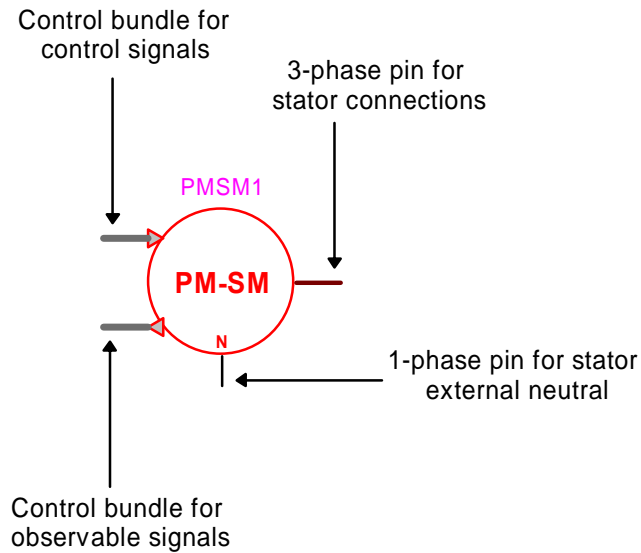 Control bundle for
control signals
3-phase pin for
stator connections
PMSM1
PM-SM
N
1-phase pin for stator
external neutral
Control bundle for
observable signals